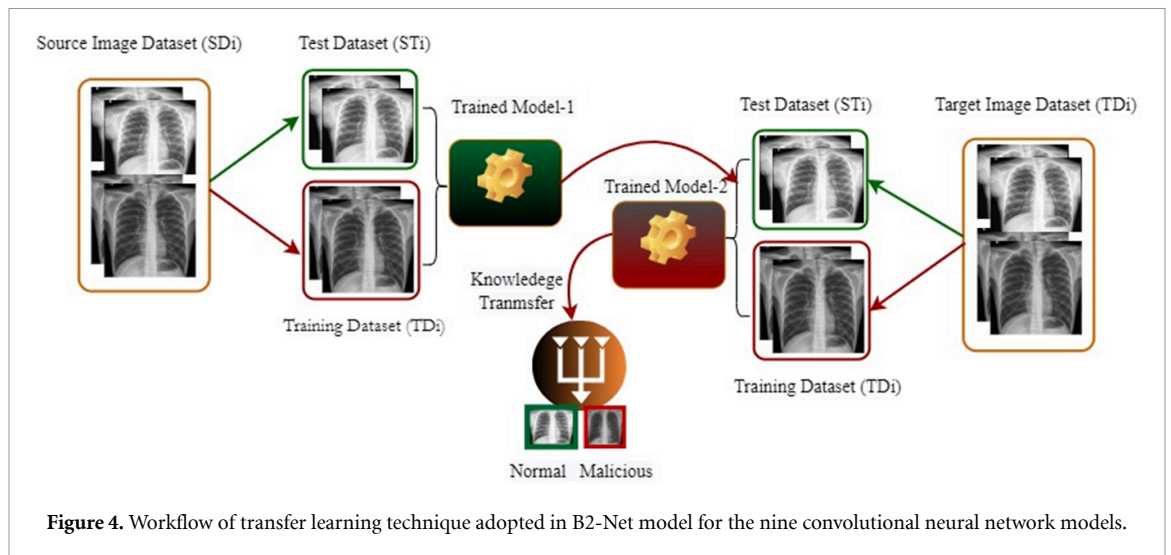 Source Image Dataset (SDi)
Test Dataset (STi)
Trained Model-1
Training Dataset (TDi)
Test Dataset (STi)
Target Image Dataset (TDi)
Trained Model-2
Training Dataset (TDi)
Knowledege
Tranmsfer
Normal Malicious
Figure 4. Workflow of transfer learning technique adopted in B2-Net model for the nine convolutional neural network models.